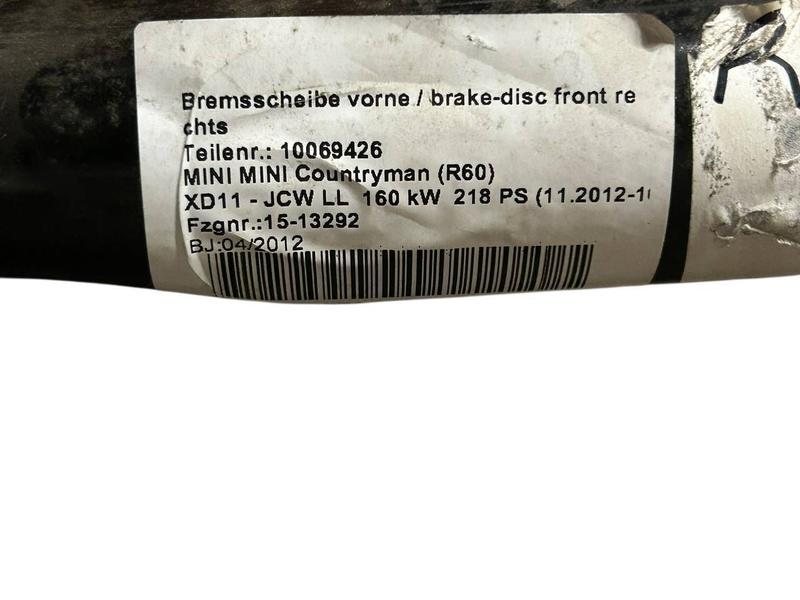 Bremsscheibe vorne / brake-disc front re
chts
Teilenr.: 10069426
MINI MINI Countryman (R60)
XD11 - JCW LL 160 kW 218 PS (11.2012-1
Fzgnr.:15-13292
BJ:04/2012
R